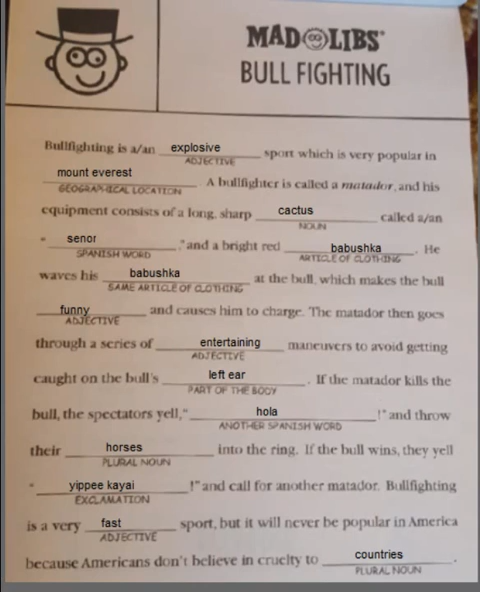 MAD LIBS®
BULL FIGHTING
Bullfighting is a/an explosive sport which is very popular in
ADJECTIVE
mount everest . A bullfighter is called a matador, and his
GEOGRAPHICAL LOCATION
equipment consists of a long, sharp cactus called a/an
NOUN
" senor ," and a bright red babushka . He
SPANISH WORD ARTICLE OF CLOTHING
waves his babushka at the bull, which makes the bull
SAME ARTICLE OF CLOTHING
funny and causes him to charge. The matador then goes
ADJECTIVE
through a series of entertaining maneuvers to avoid getting
ADJECTIVE
caught on the bull's left ear . If the matador kills the
PART OF THE BODY
bull, the spectators yell, " hola !" and throw
ANOTHER SPANISH WORD
their horses into the ring. If the bull wins, they yell
PLURAL NOUN
" yippee kayai !" and call for another matador. Bullfighting
EXCLAMATION
is a very fast sport, but it will never be popular in America
ADJECTIVE
because Americans don't believe in cruelty to countries .
PLURAL NOUN